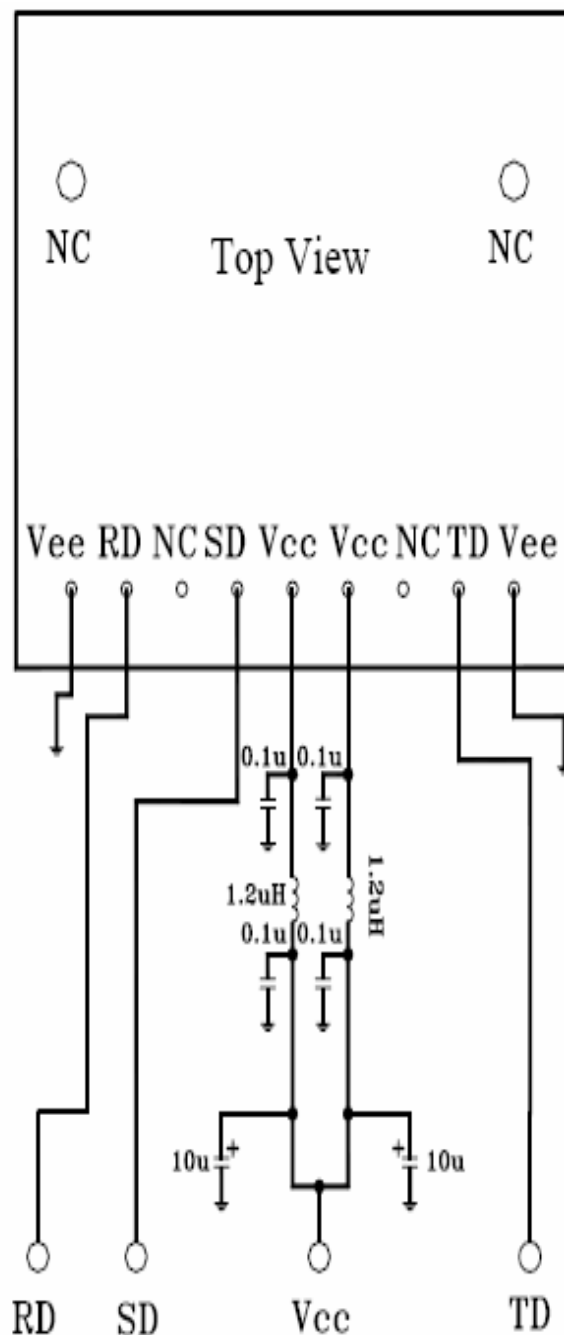 NC Top View NC
Vee RD NC SD Vcc Vcc NC TD Vee
0.1u 0.1u
1.2uH 1.2uH
0.1u 0.1u
10u + + 10u
RD SD Vcc TD